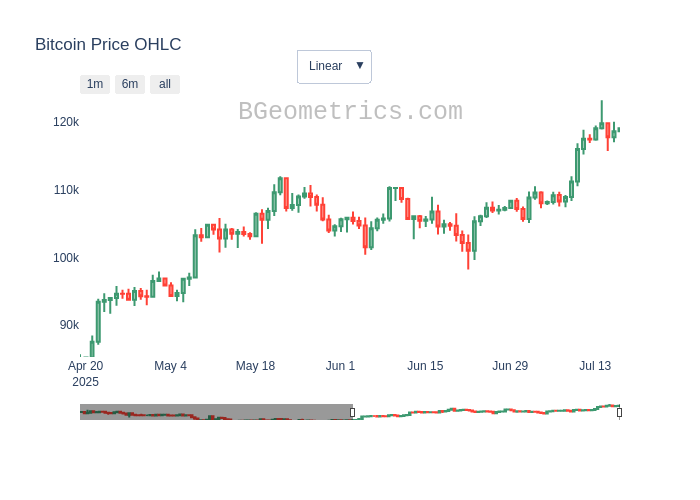 Bitcoin Price OHLC
Linear ▼
1m 6m all
BGeometrics.com
120k
110k
100k
90k
Apr 20 May 4 May 18 Jun 1 Jun 15 Jun 29 Jul 13
2025